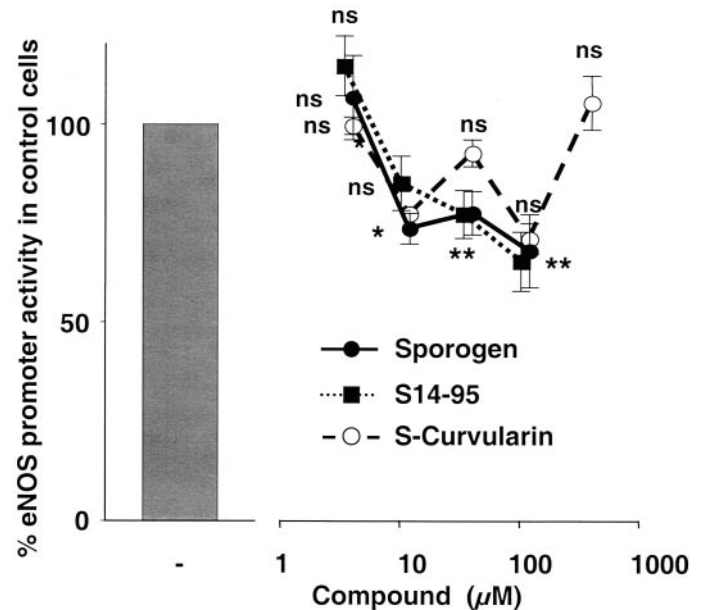 % eNOS promoter activity in control cells
100
50
0
-
ns
ns
ns
*
ns
*
ns
**
ns
**
ns
Sporogen
S14-95
S-Curvularin
1
10
100
1000
Compound (µM)